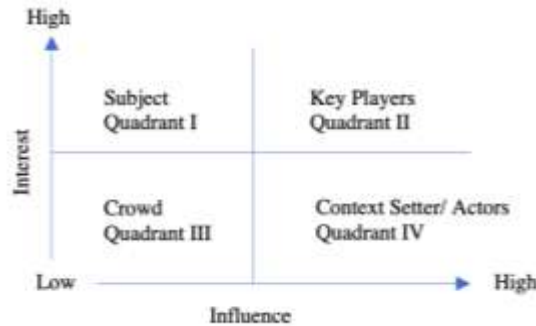 High
Subject
Quadrant I
Key Players
Quadrant II
Interest
Crowd
Quadrant III
Context Setter/ Actors
Quadrant IV
Low
High
Influence